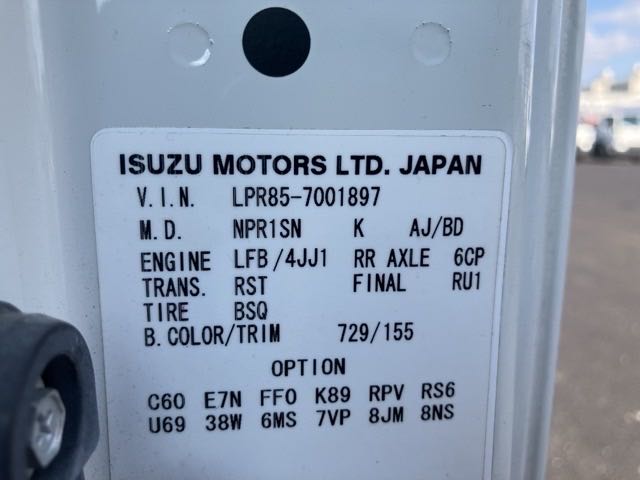 ISUZU MOTORS LTD. JAPAN
V.I.N. LPR85-7001897
M.D. NPR1SN K AJ/BD
ENGINE LFB/4JJ1 RR AXLE 6CP
TRANS. RST FINAL RU1
TIRE BSQ
B.COLOR/TRIM 729/155
OPTION
C60 E7N FF0 K89 RPV RS6
U69 38W 6MS 7VP 8JM 8NS